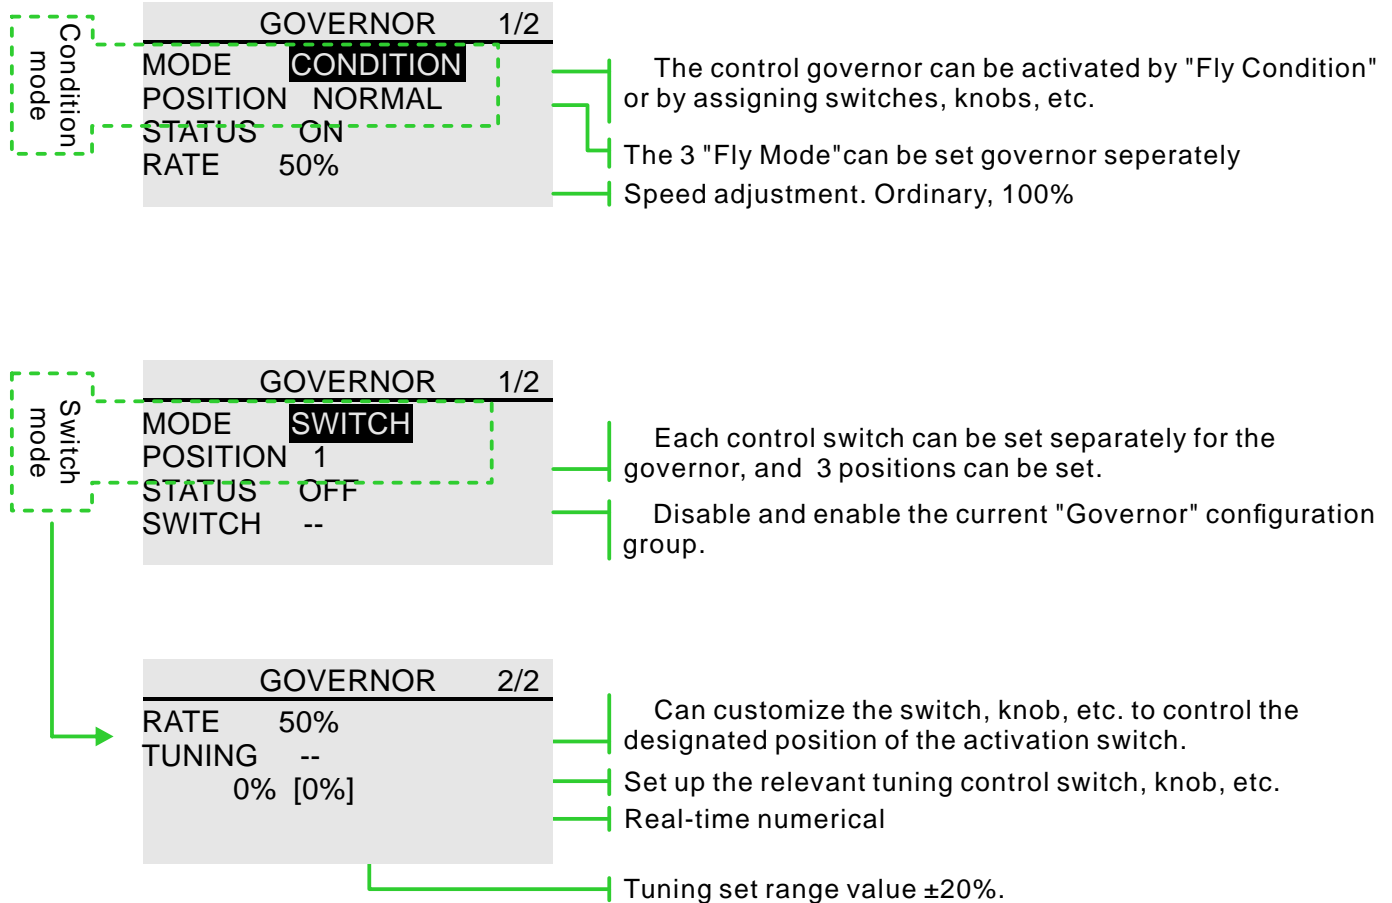 Condition
mode
GOVERNOR 1/2
MODE CONDITION
POSITION NORMAL
STATUS ON
RATE 50%
The control governor can be activated by "Fly Condition"
or by assigning switches, knobs, etc.
The 3 "Fly Mode"can be set governor seperately
Speed adjustment. Ordinary, 100%
Switch
mode
GOVERNOR 1/2
MODE SWITCH
POSITION 1
STATUS OFF
SWITCH --
Each control switch can be set separately for the
governor, and 3 positions can be set.
Disable and enable the current "Governor" configuration
group.
GOVERNOR 2/2
RATE 50%
TUNING --
0% [0%]
Can customize the switch, knob, etc. to control the
designated position of the activation switch.
Set up the relevant tuning control switch, knob, etc.
Real-time numerical
Tuning set range value ±20%.